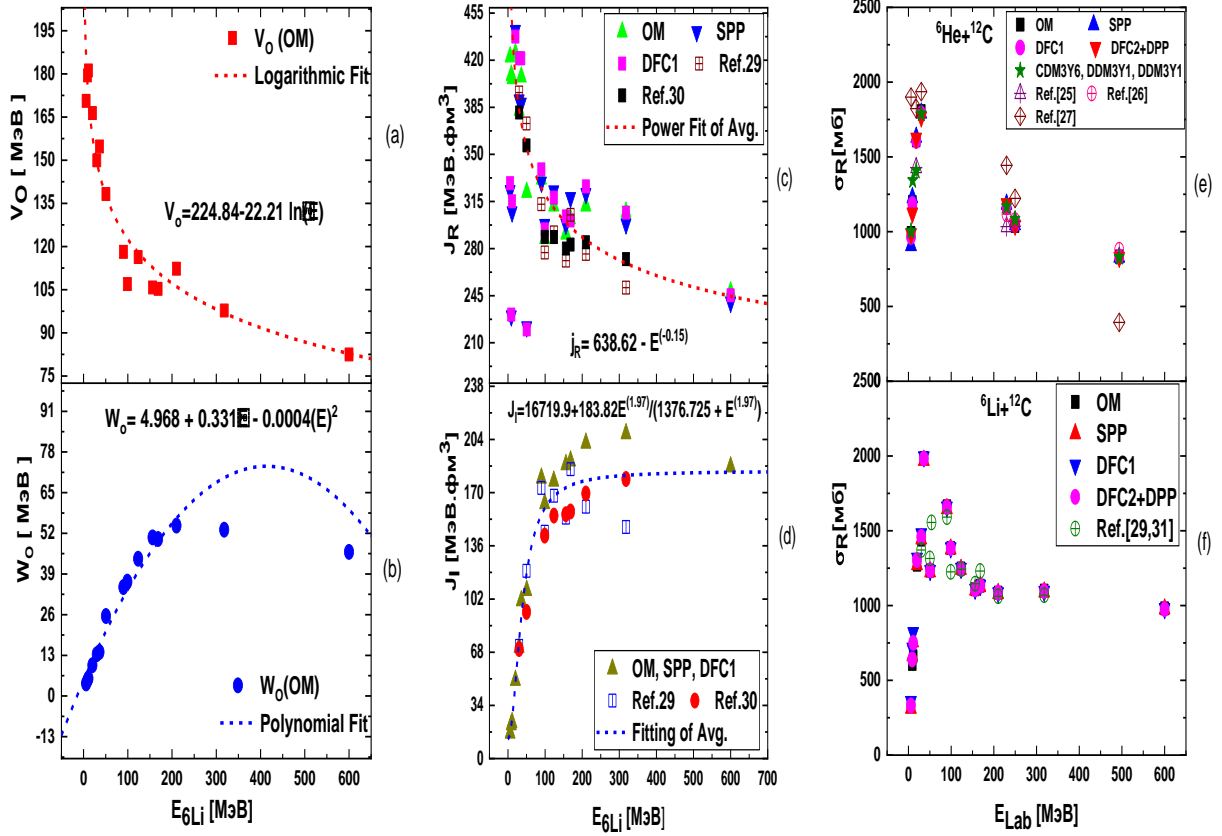 195
180
165
150
135
120
105
90
75
V_O [ МэВ ]
V_O (OM)
Logarithmic Fit
V_o=224.84-22.21 ln(E)
(a)
91
78
65
52
39
26
13
0
-13
W_o [ МэВ ]
W_o= 4.968 + 0.331E - 0.0004(E)^2
W_O(OM)
Polynomial Fit
(b)
0 100 200 300 400 500 600
E_6Li [МэВ]
455
420
385
350
315
280
245
210
J_R [МэВ.фм^3]
OM SPP
DFC1 Ref.29
Ref.30
Power Fit of Avg.
j_R= 638.62 - E^(-0.15)
(c)
238
204
170
136
102
68
34
0
J_I [МэВ.фм^3]
J_I=16719.9+183.82E^(1.97)/(1376.725 + E^(1.97))
OM, SPP, DFC1
Ref.29 Ref.30
Fitting of Avg.
(d)
0 100 200 300 400 500 600 700
E_6Li [МэВ]
2500
2000
1500
1000
500
0
σ_R[мб]
^6He+^12C
OM SPP
DFC1 DFC2+DPP
CDM3Y6, DDM3Y1, DDM3Y1
Ref.[25] Ref.[26]
Ref.[27]
(e)
2500
2000
1500
1000
500
0
σ_R[мб]
^6Li+^12C
OM
SPP
DFC1
DFC2+DPP
Ref.[29,31]
(f)
0 100 200 300 400 500 600
E_Lab [МэВ]